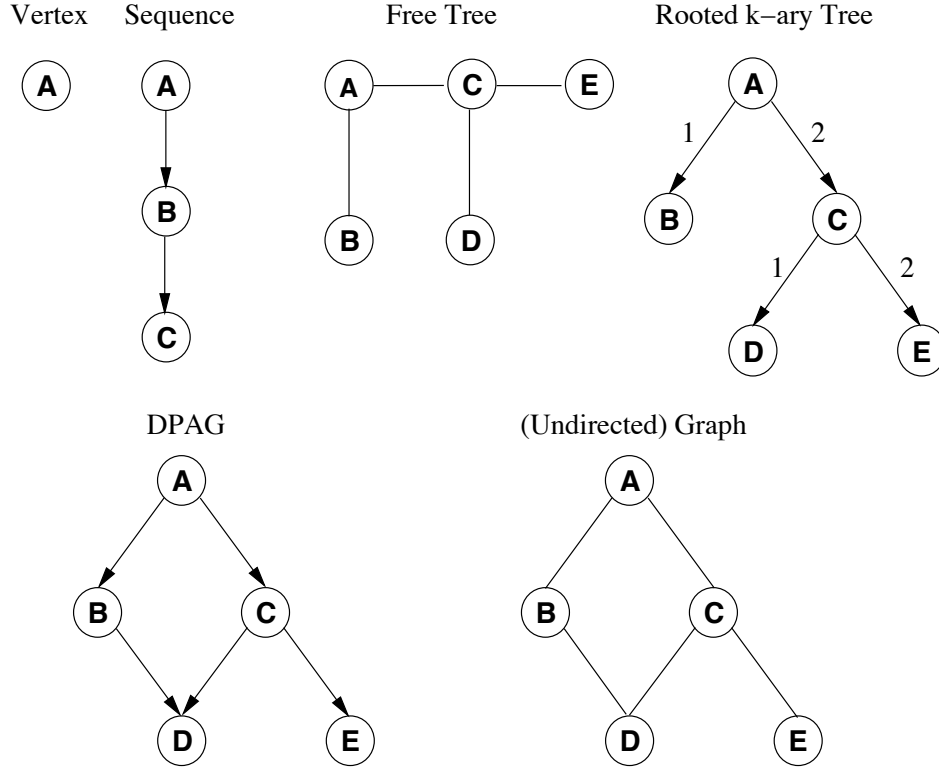 Vertex Sequence Free Tree Rooted k−ary Tree
A A A C E A
1 2
B B C
B D
1 2
C D E
DPAG (Undirected) Graph
A A
B C B C
D E D E